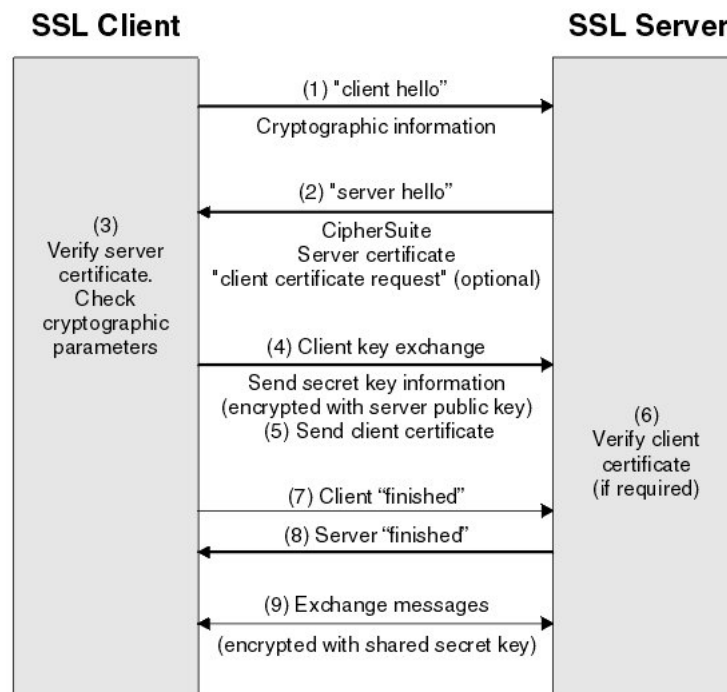 SSL Client
SSL Server
(1) "client hello”
Cryptographic information
(2) "server hello”
CipherSuite
Server certificate
"client certificate request" (optional)
(3)
Verify server
certificate.
Check
cryptographic
parameters
(4) Client key exchange
Send secret key information
(encrypted with server public key)
(5) Send client certificate
(6)
Verify client
certificate
(if required)
(7) Client “finished”
(8) Server “finished”
(9) Exchange messages
(encrypted with shared secret key)